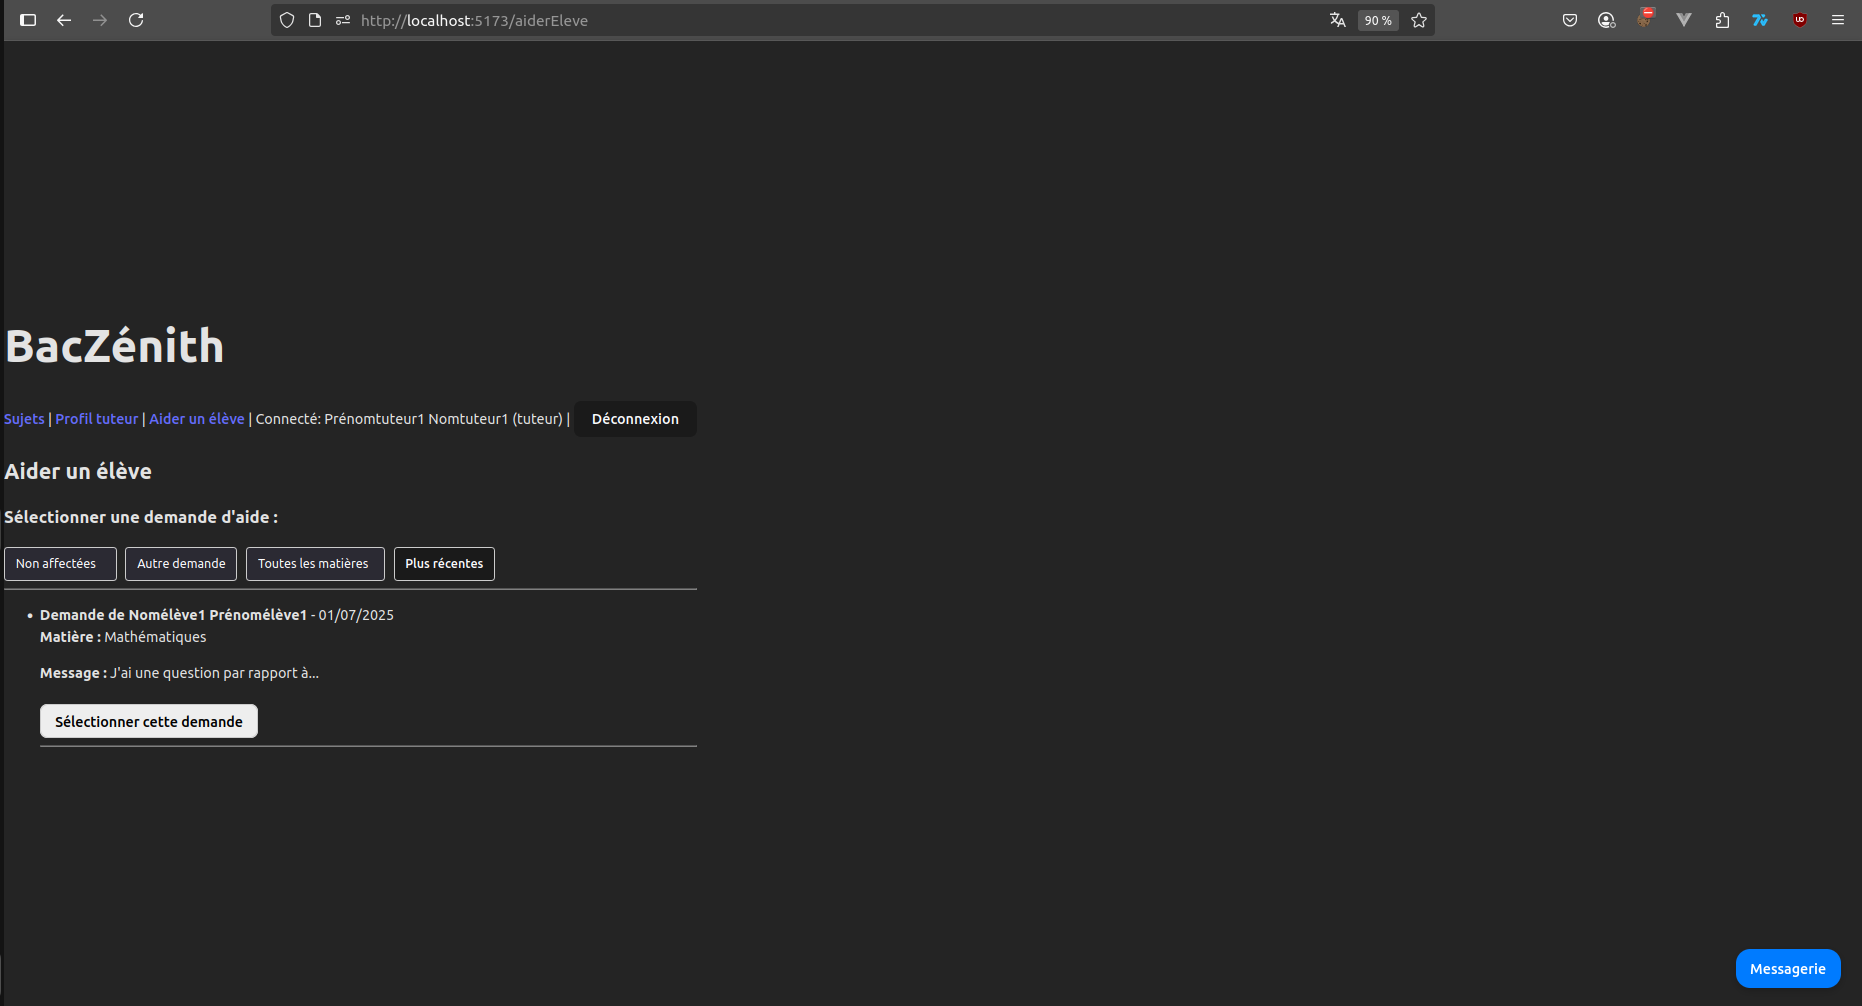 http://localhost:5173/aiderEleve
90 %
BacZénith
Sujets | Profil tuteur | Aider un élève | Connecté: Prénomtuteur1 Nomtuteur1 (tuteur) | Déconnexion
Aider un élève
Sélectionner une demande d'aide :
Non affectées Autre demande Toutes les matières Plus récentes
Demande de Nomélève1 Prénomélève1 - 01/07/2025
Matière : Mathématiques
Message : J'ai une question par rapport à...
Sélectionner cette demande
Messagerie